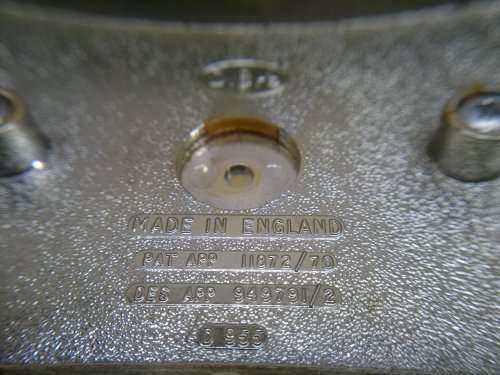 MADE IN ENGLAND
PAT APP 11872/70
DES APP 949791/2
C 955